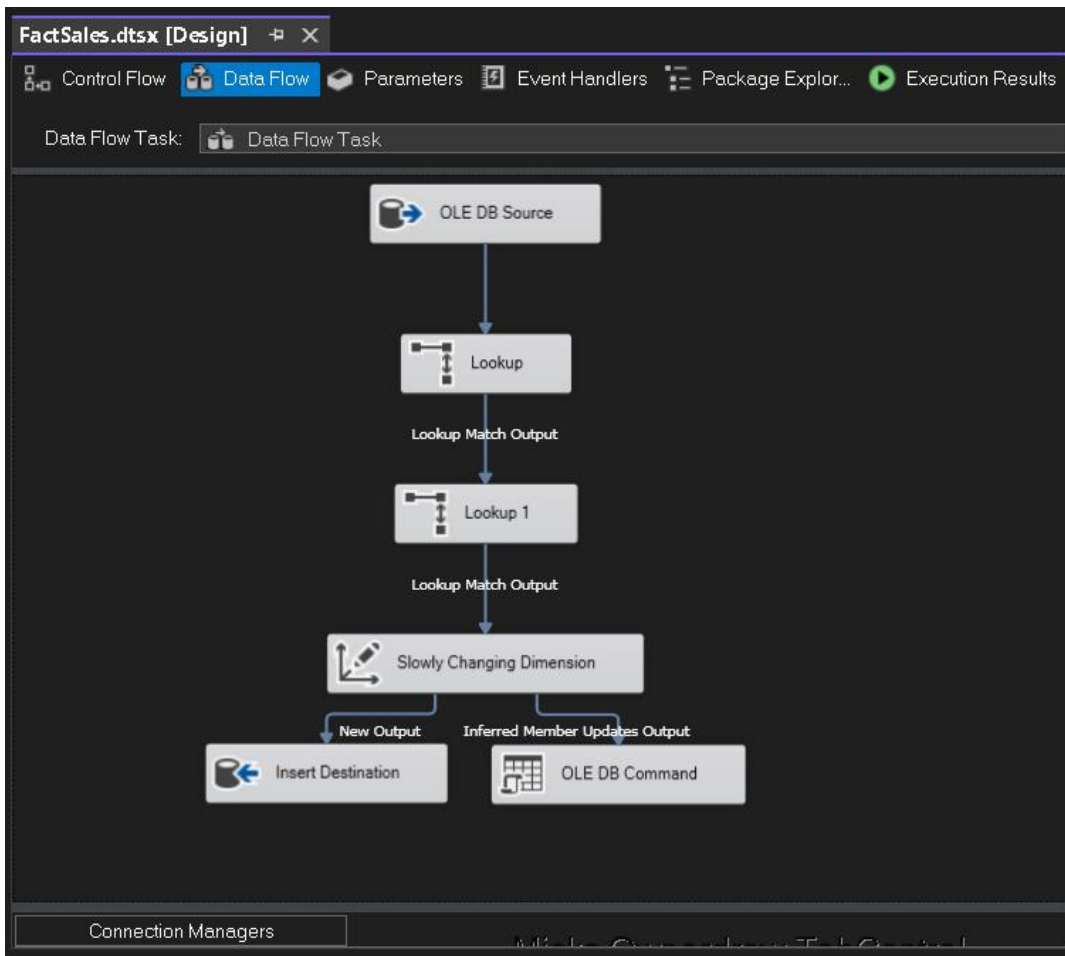 FactSales.dtsx [Design]
Control Flow Data Flow Parameters Event Handlers Package Explor... Execution Results
Data Flow Task: Data Flow Task
OLE DB Source
Lookup
Lookup Match Output
Lookup 1
Lookup Match Output
Slowly Changing Dimension
New Output Inferred Member Updates Output
Insert Destination OLE DB Command
Connection Managers